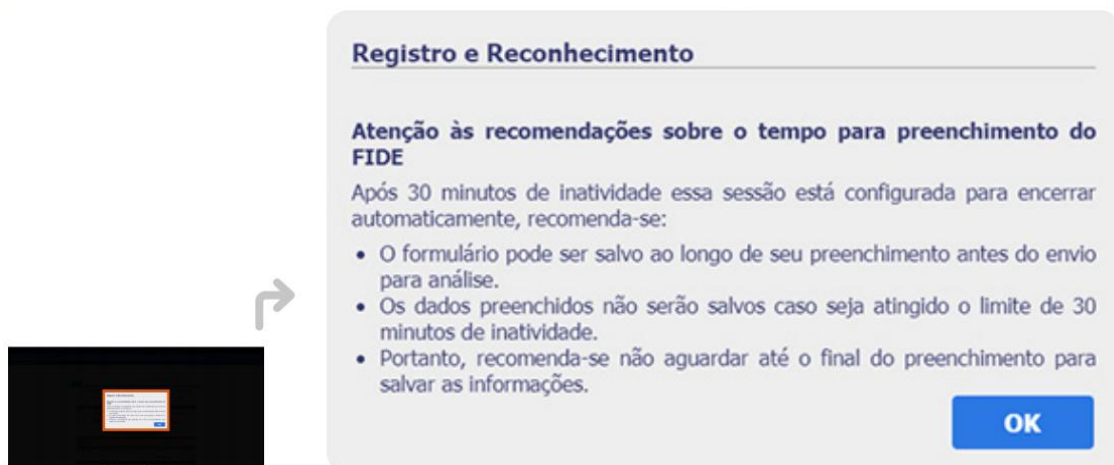 Registro e Reconhecimento
Atenção às recomendações sobre o tempo para preenchimento do
FIDE
Após 30 minutos de inatividade essa sessão está configurada para encerrar
automaticamente, recomenda-se:
• O formulário pode ser salvo ao longo de seu preenchimento antes do envio
para análise.
• Os dados preenchidos não serão salvos caso seja atingido o limite de 30
minutos de inatividade.
• Portanto, recomenda-se não aguardar até o final do preenchimento para
salvar as informações.
OK